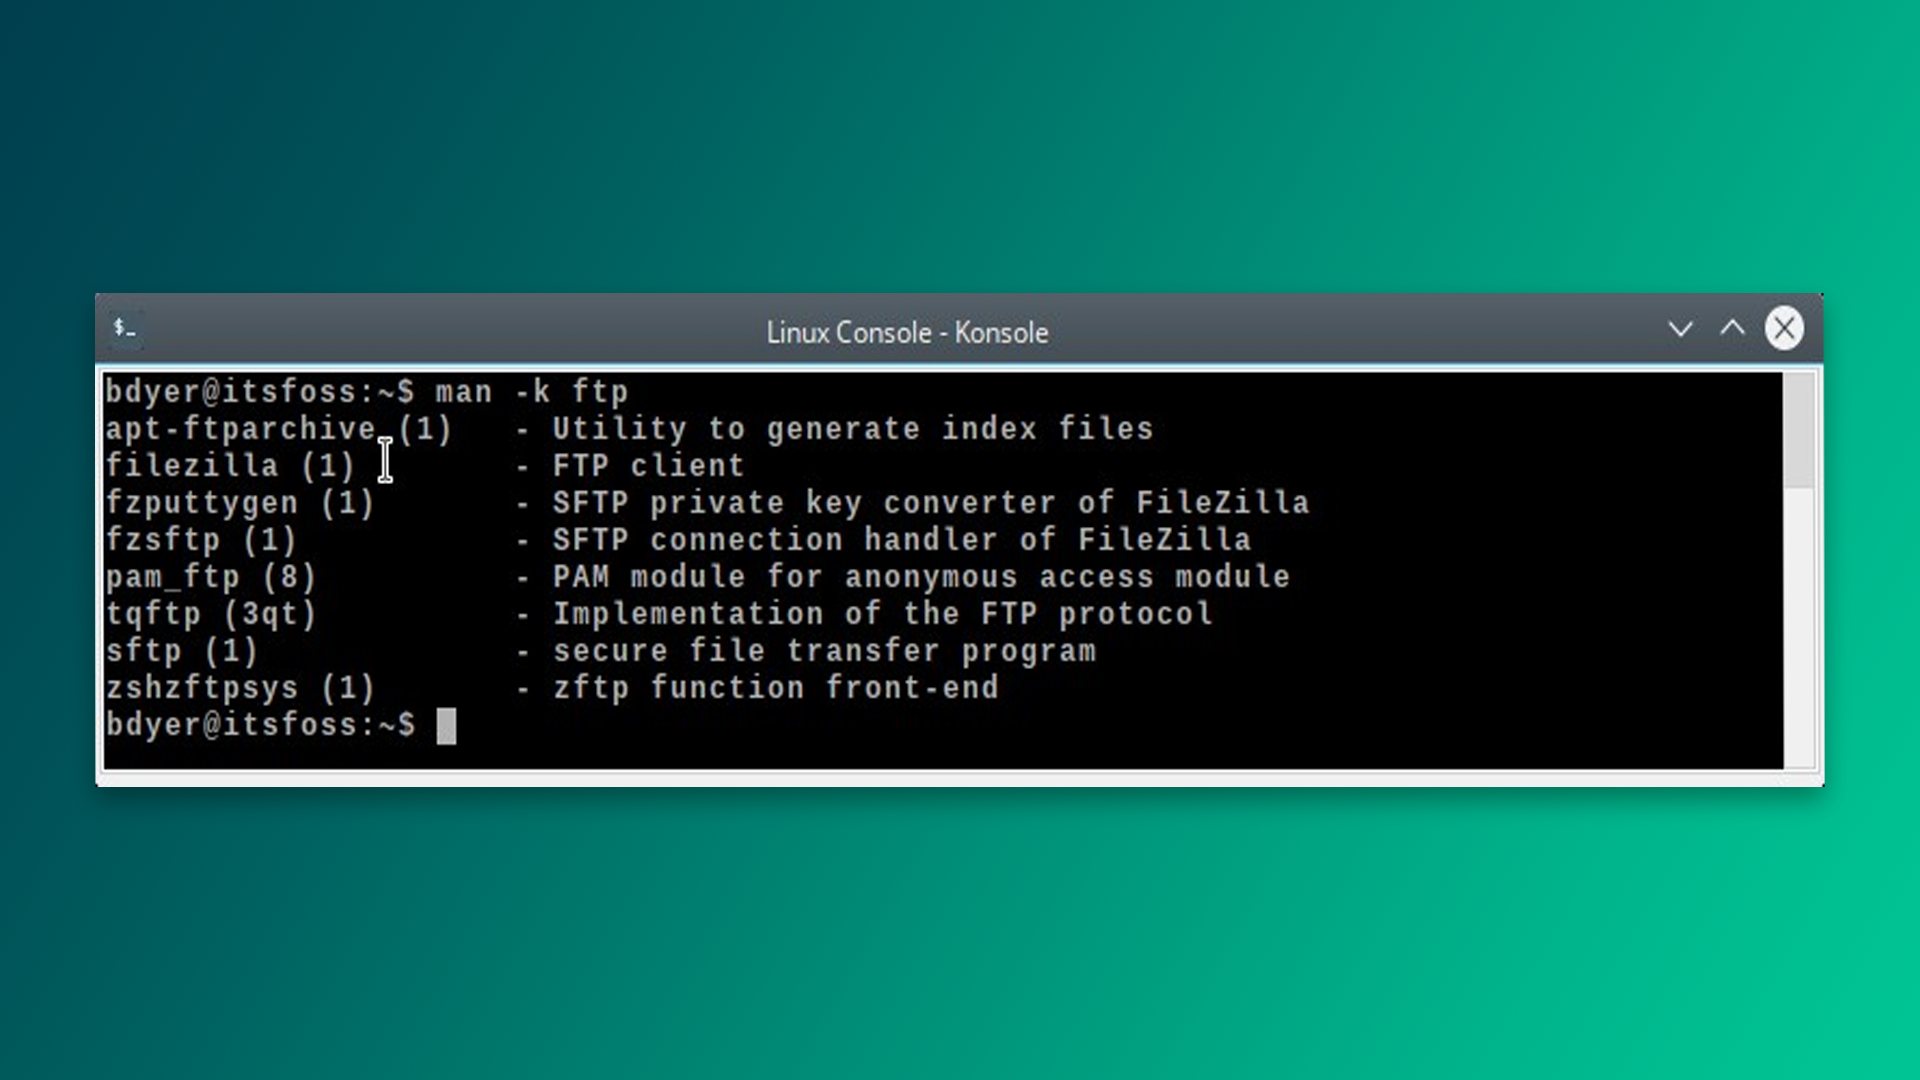 $_
Linux Console - Konsole
bdyer@itsfoss:~$ man -k ftp
apt-ftparchive (1)   - Utility to generate index files
filezilla (1)        - FTP client
fzputtygen (1)       - SFTP private key converter of FileZilla
fzsftp (1)           - SFTP connection handler of FileZilla
pam_ftp (8)          - PAM module for anonymous access module
tqftp (3qt)          - Implementation of the FTP protocol
sftp (1)             - secure file transfer program
zshzftpsys (1)       - zftp function front-end
bdyer@itsfoss:~$